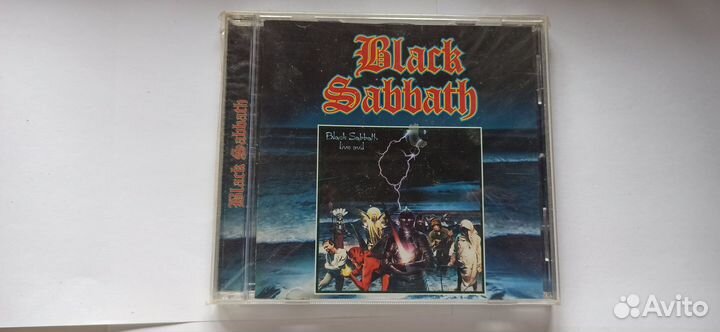 Black Sabbath
Black
Sabbath
Black Sabbath
live evil
Avito